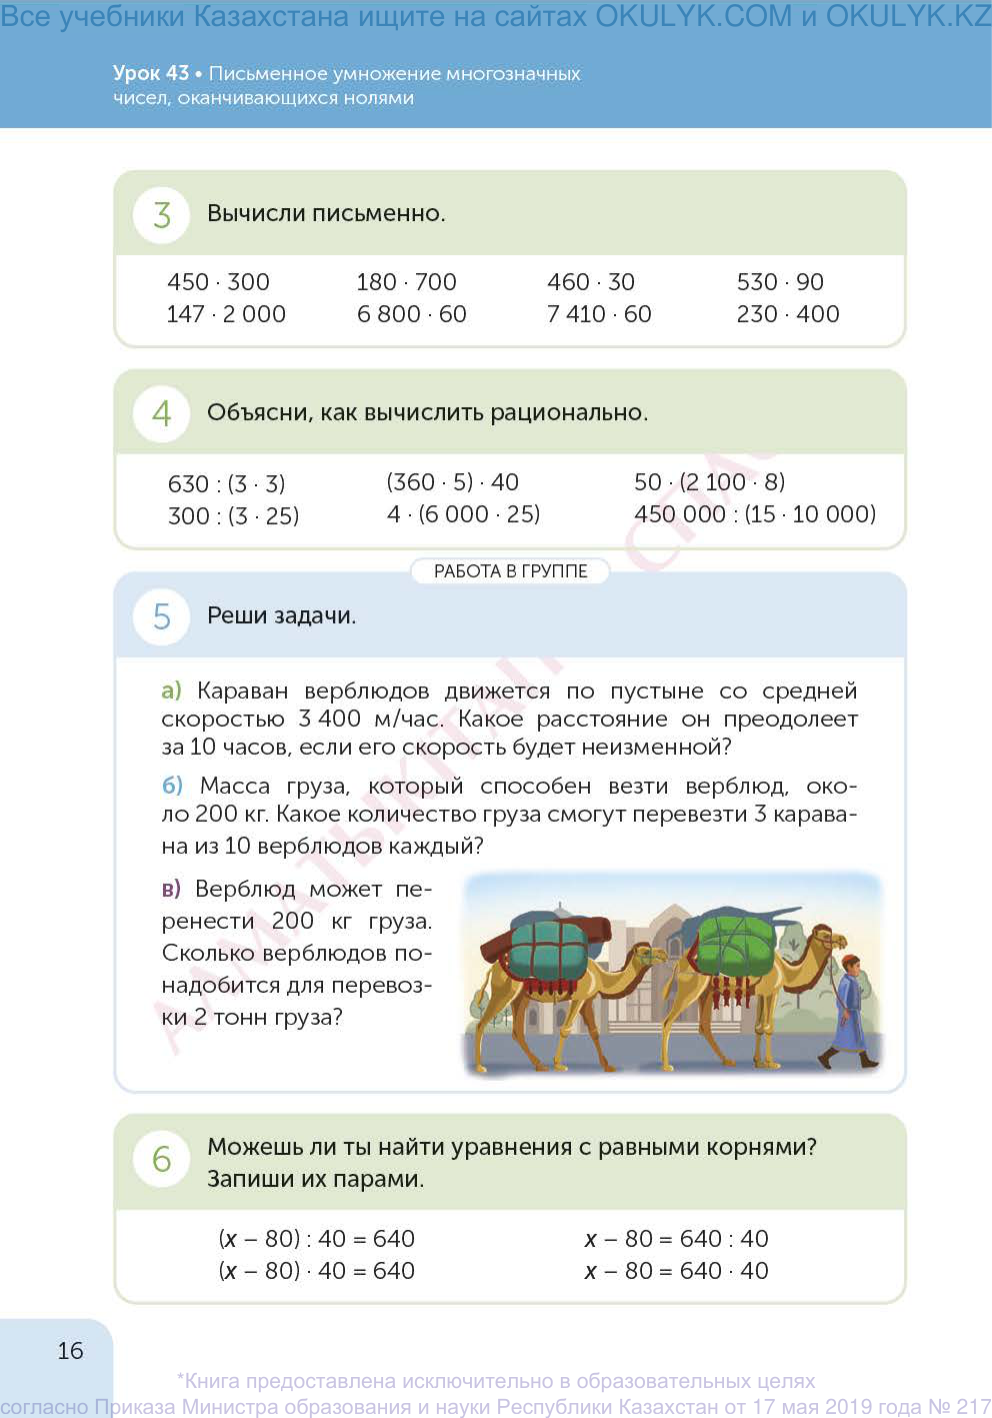 Все учебники Казахстана ищите на сайтах OKULYK.COM и OKULYK.KZ
Урок 43 • Письменное умножение многозначных
чисел, оканчивающихся нолями
3 Вычисли письменно.
450 · 300 180 · 700 460 · 30 530 · 90
147 · 2 000 6 800 · 60 7 410 · 60 230 · 400
4 Объясни, как вычислить рационально.
630 : (3 · 3) (360 · 5) · 40 50 · (2 100 · 8)
300 : (3 · 25) 4 · (6 000 · 25) 450 000 : (15 · 10 000)
РАБОТА В ГРУППЕ
5 Реши задачи.
а) Караван верблюдов движется по пустыне со средней
скоростью 3 400 м/час. Какое расстояние он преодолеет
за 10 часов, если его скорость будет неизменной?
б) Масса груза, который способен везти верблюд, око-
ло 200 кг. Какое количество груза смогут перевезти 3 карава-
на из 10 верблюдов каждый?
в) Верблюд может пе-
ренести 200 кг груза.
Сколько верблюдов по-
надобится для перевоз-
ки 2 тонн груза?
6 Можешь ли ты найти уравнения с равными корнями?
Запиши их парами.
(x – 80) : 40 = 640 x – 80 = 640 : 40
(x – 80) · 40 = 640 x – 80 = 640 · 40
16
*Книга предоставлена исключительно в образовательных целях
согласно Приказа Министра образования и науки Республики Казахстан от 17 мая 2019 года № 217